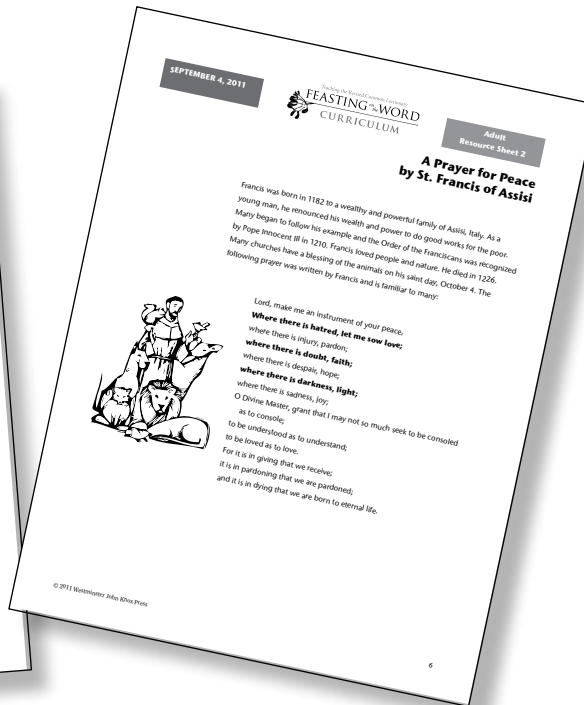 SEPTEMBER 4, 2011
Teaching the Revised Common Lectionary
FEASTING on the WORD
CURRICULUM
Adult
Resource Sheet 2
A Prayer for Peace
by St. Francis of Assisi
Francis was born in 1182 to a wealthy and powerful family of Assisi, Italy. As a
young man, he renounced his wealth and power to do good works for the poor.
Many began to follow his example and the Order of the Franciscans was recognized
by Pope Innocent III in 1210. Francis loved people and nature. He died in 1226.
Many churches have a blessing of the animals on his saint day, October 4. The
following prayer was written by Francis and is familiar to many:
Lord, make me an instrument of your peace,
Where there is hatred, let me sow love;
where there is injury, pardon;
where there is doubt, faith;
where there is despair, hope;
where there is darkness, light;
where there is sadness, joy;
O Divine Master, grant that I may not so much seek to be consoled
as to console;
to be understood as to understand;
to be loved as to love.
For it is in giving that we receive;
it is in pardoning that we are pardoned;
and it is in dying that we are born to eternal life.
© 2011 Westminster John Knox Press
6